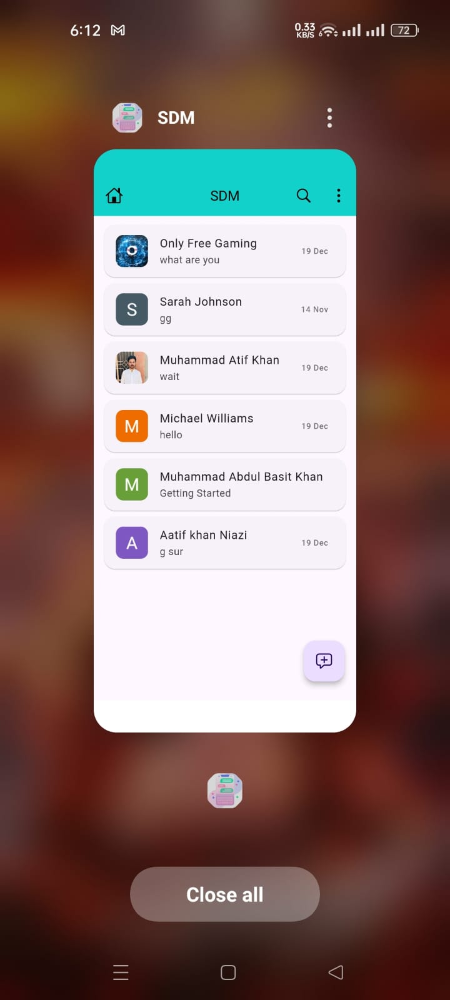 6:12
0.33
KB/S
6
72
SDM
SDM
Only Free Gaming
what are you
19 Dec
S
Sarah Johnson
gg
14 Nov
Muhammad Atif Khan
wait
19 Dec
M
Michael Williams
hello
19 Dec
M
Muhammad Abdul Basit Khan
Getting Started
A
Aatif khan Niazi
g sur
19 Dec
Close all